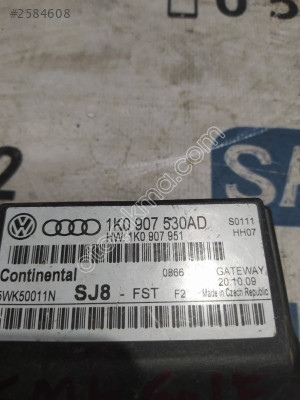 #2584608
SA
1K0 907 530AD
S0111
HW: 1K0 907 951
HH07
Continental
0866
GATEWAY
5WK50011N
SJ8 - FST
F2
20.10.09
Made in Czech Republic